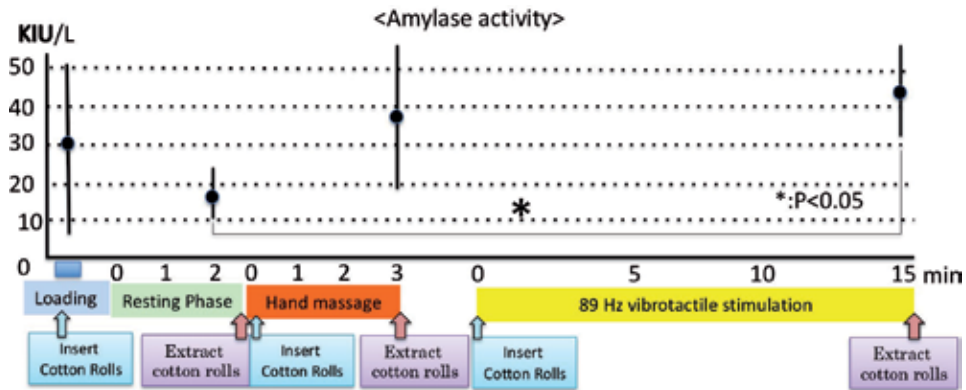 <Amylase activity>
KIU/L
50
40
30
20
10
0
*
*:P<0.05
0 1 2 0 1 2 3 0 5 10 15 min
Loading Resting Phase Hand massage 89 Hz vibrotactile stimulation
Insert
Cotton Rolls
Extract
cotton rolls
Insert
Cotton Rolls
Extract
cotton rolls
Insert
Cotton Rolls
Extract
cotton rolls